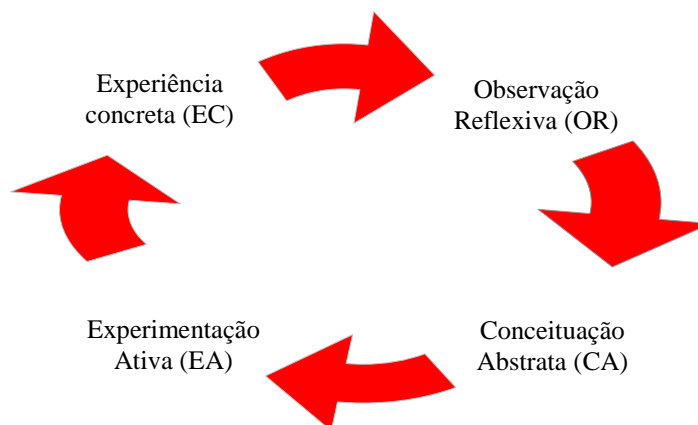 Experiência
concreta (EC)
Observação
Reflexiva (OR)
Conceituação
Abstrata (CA)
Experimentação
Ativa (EA)